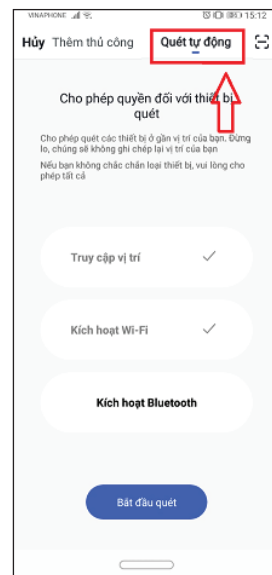 VINAPHONE 15:12
Hủy Thêm thủ công Quét tự động
Cho phép quyền đối với thiết bị
quét
Cho phép quét các thiết bị ở gần vị trí của bạn. Đừng
lo, chúng sẽ không ghi chép lại vị trí của bạn
Nếu bạn không chắc chắn loại thiết bị, vui lòng cho
phép tất cả
Truy cập vị trí
Kích hoạt Wi-Fi
Kích hoạt Bluetooth
Bắt đầu quét